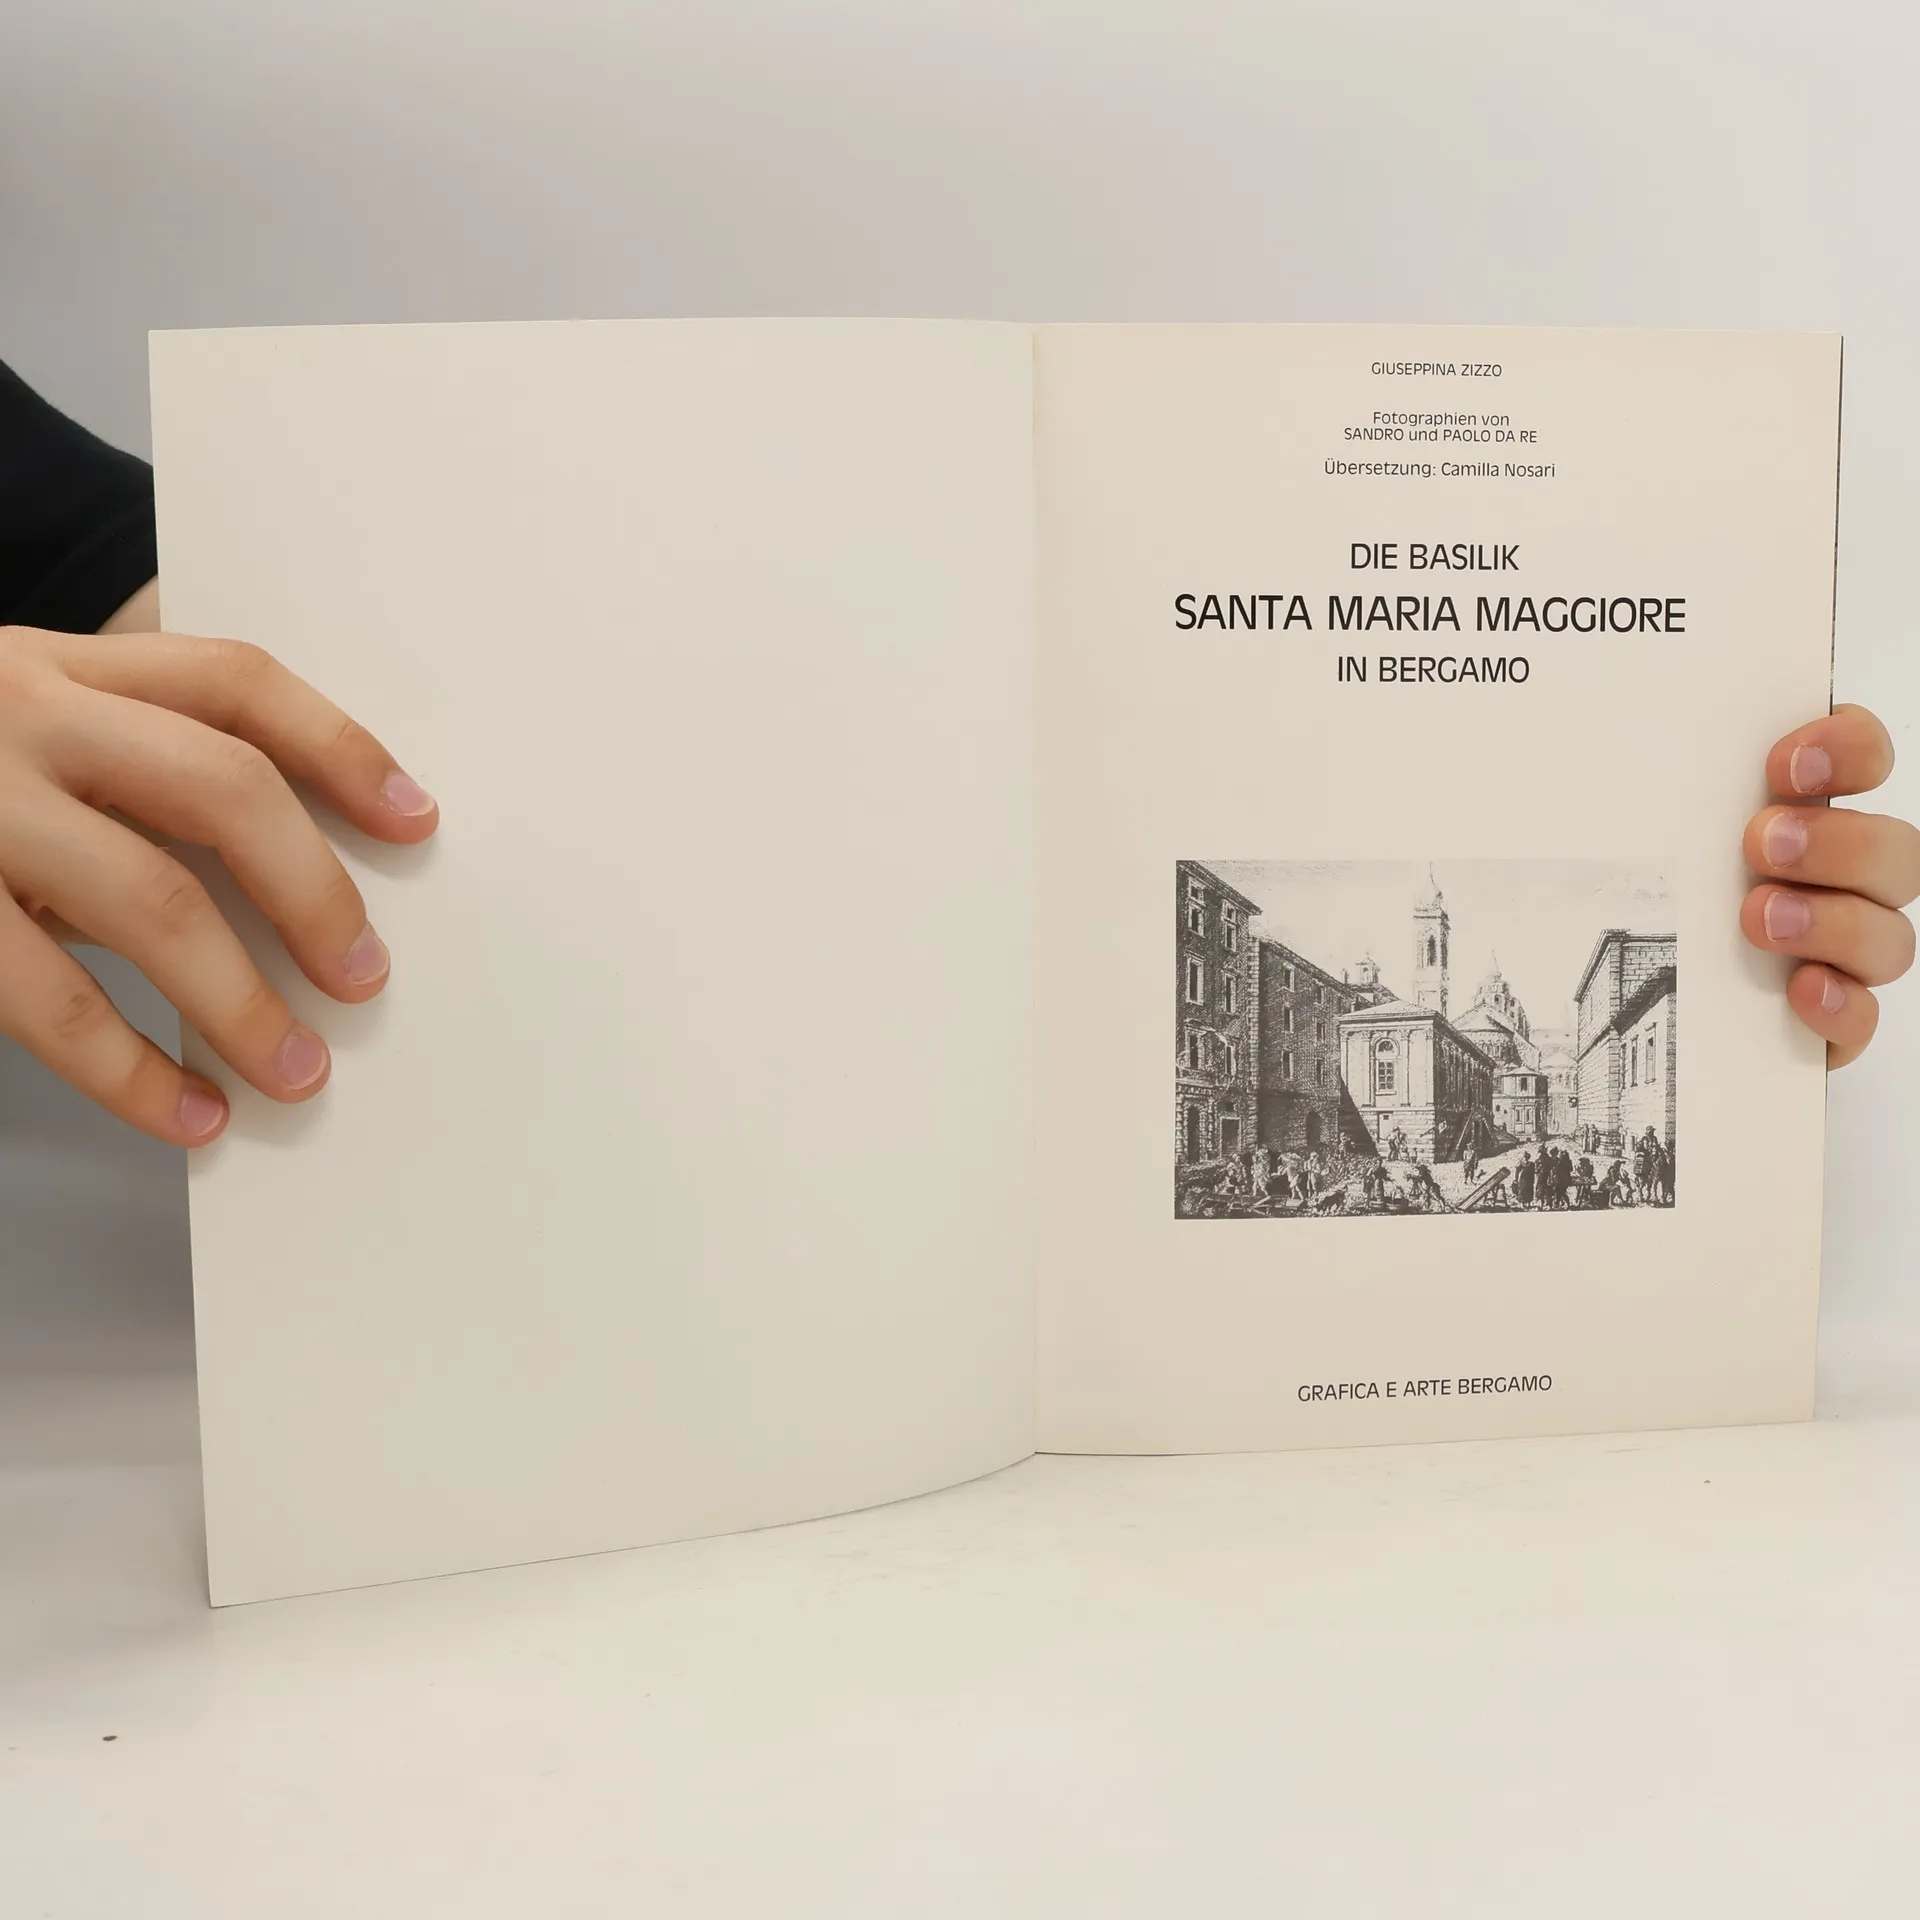 GIUSEPPINA ZIZZO
Fotographien von
SANDRO und PAOLO DA RE
Übersetzung: Camilla Nosari
DIE BASILIK
SANTA MARIA MAGGIORE
IN BERGAMO
GRAFICA E ARTE BERGAMO